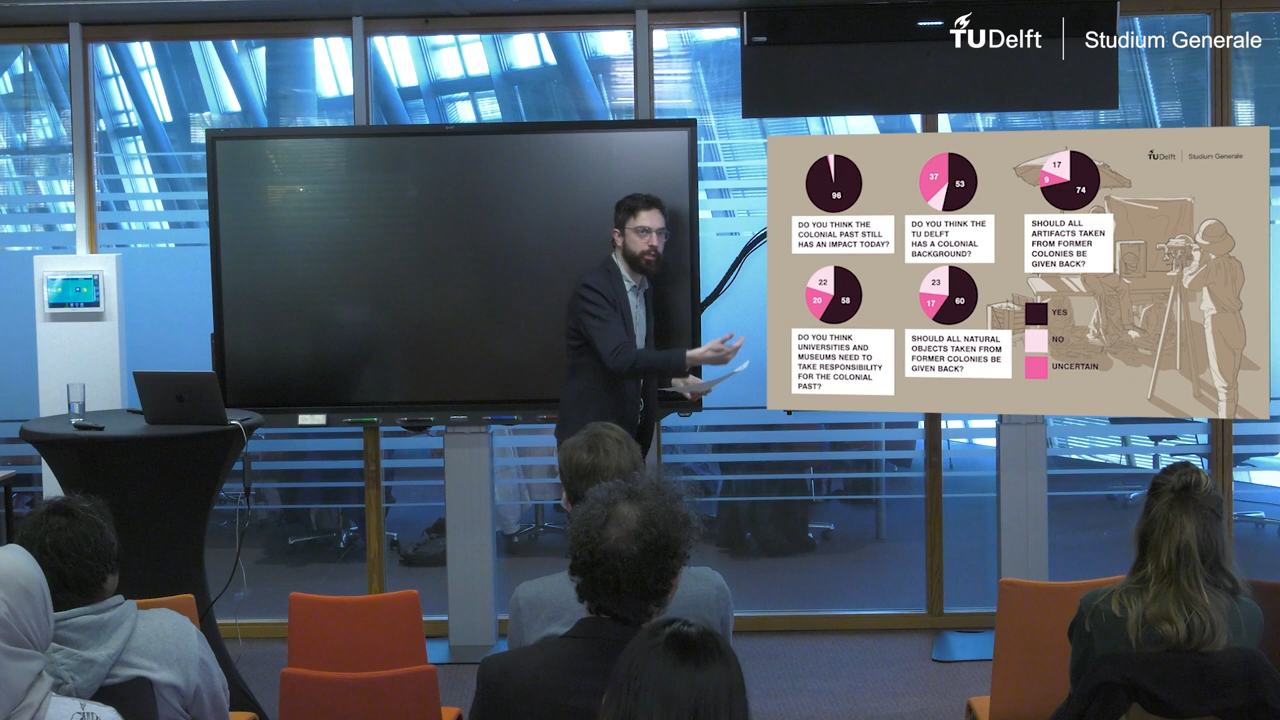 TUDelft Studium Generale
TUDelft Studium Generale
96
37
53
17
9
74
DO YOU THINK THE
COLONIAL PAST STILL
HAS AN IMPACT TODAY?
DO YOU THINK THE
TU DELFT
HAS A COLONIAL
BACKGROUND?
SHOULD ALL
ARTIFACTS TAKEN
FROM FORMER
COLONIES BE
GIVEN BACK?
22
20
58
23
17
60
DO YOU THINK
UNIVERSITIES AND
MUSEUMS NEED TO
TAKE RESPONSIBILITY
FOR THE COLONIAL
PAST?
SHOULD ALL NATURAL
OBJECTS TAKEN FROM
FORMER COLONIES BE
GIVEN BACK?
YES
NO
UNCERTAIN